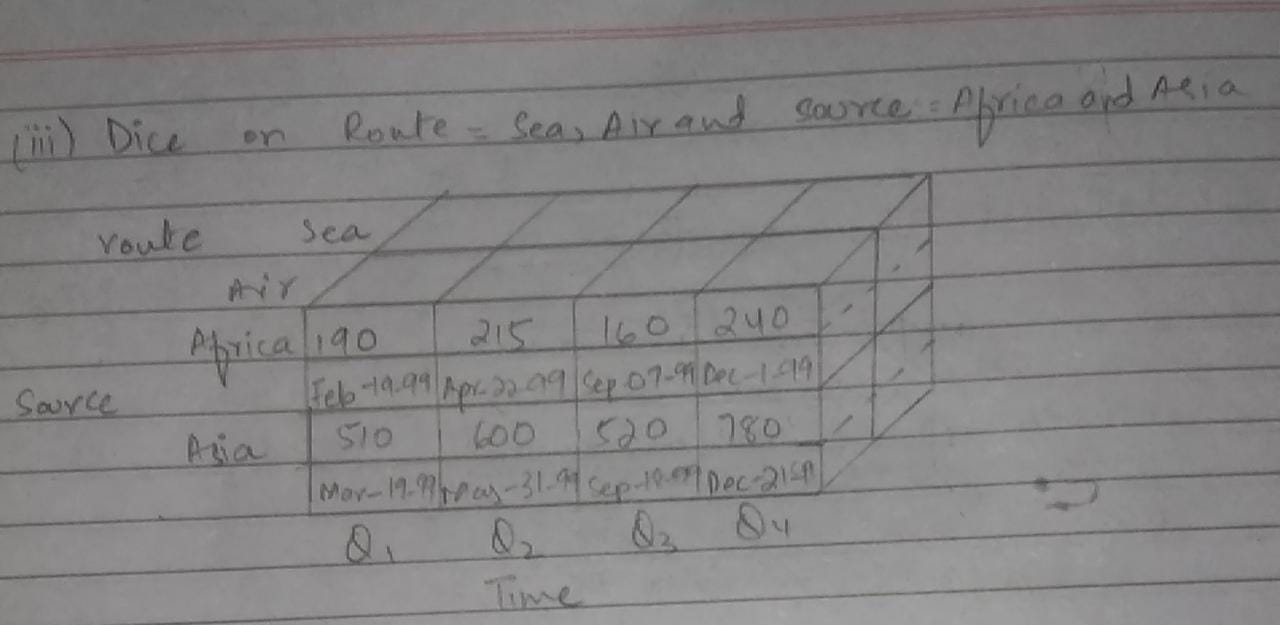 (iii) Dice on Route = Sea, Air and source = Africa and Asia
route Sea
Air
Africa 190 215 160 240
Source Feb-19-99 Apr-22-99 Sep-07-99 Dec-1-99
Asia 510 600 520 780
Mar-19-99 May-31-99 Sep-18-99 Dec-21-99
Q1 Q2 Q3 Q4
Time